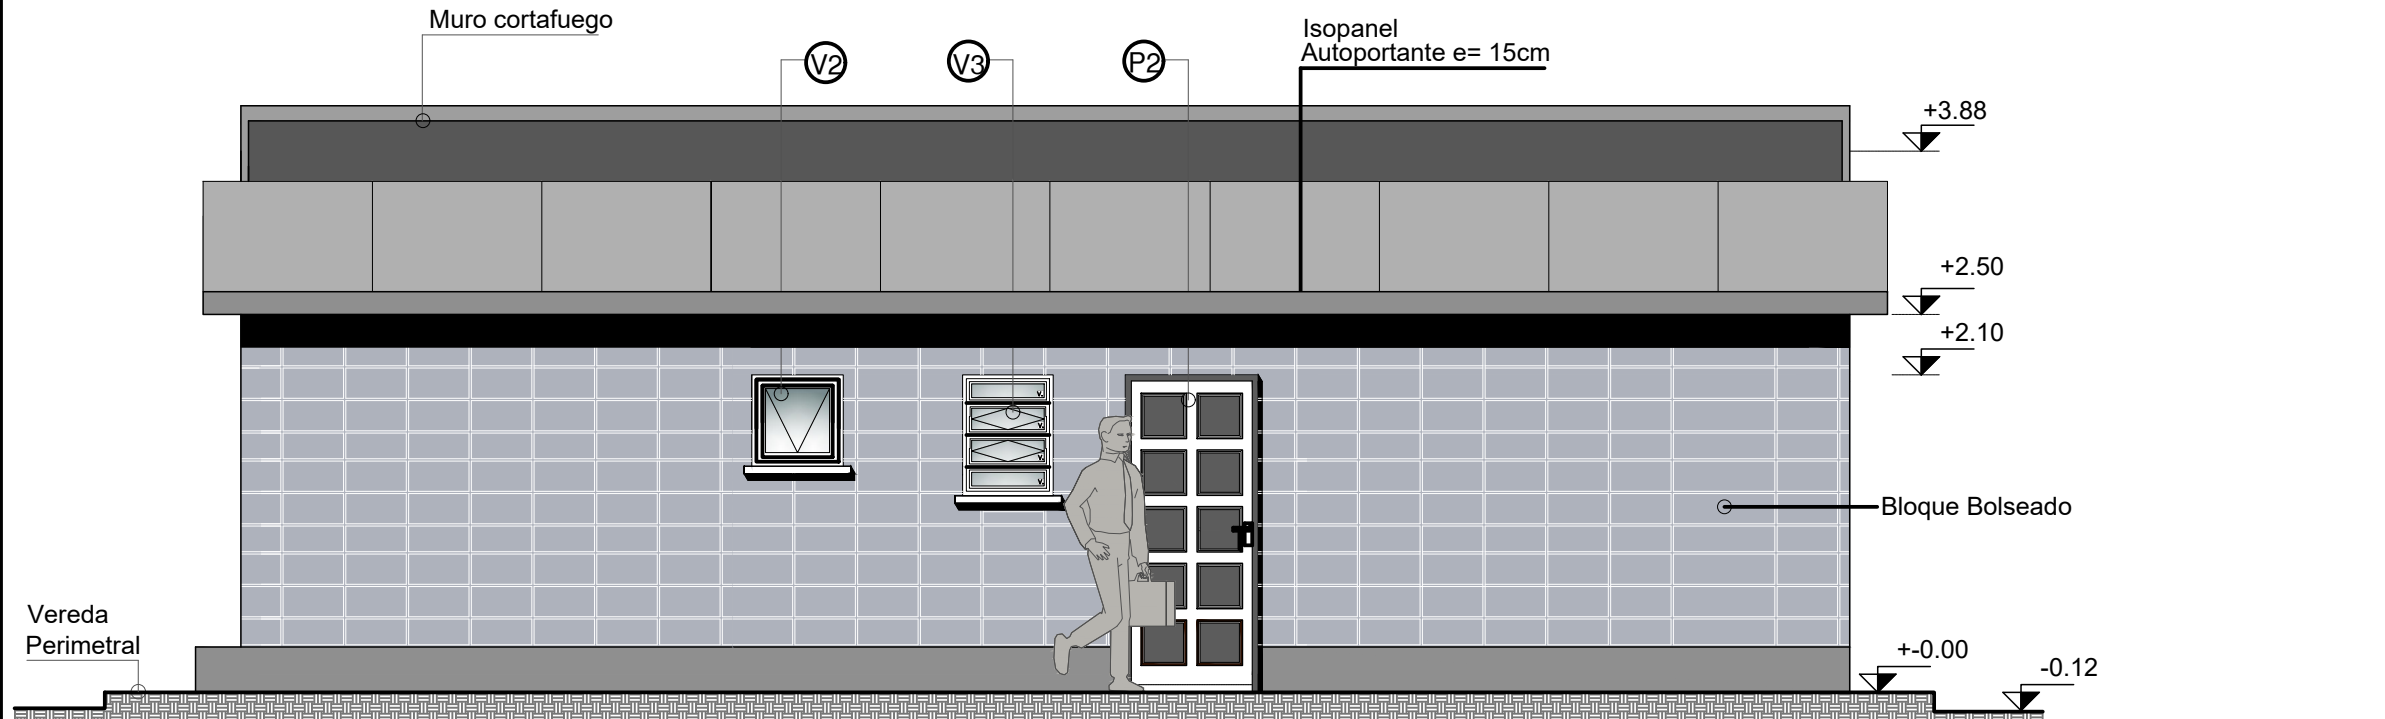 Muro cortafuego
V2
V3
P2
Isopanel
Autoportante e= 15cm
+3.88
+2.50
+2.10
Bloque Bolseado
Vereda
Perimetral
+-0.00
-0.12